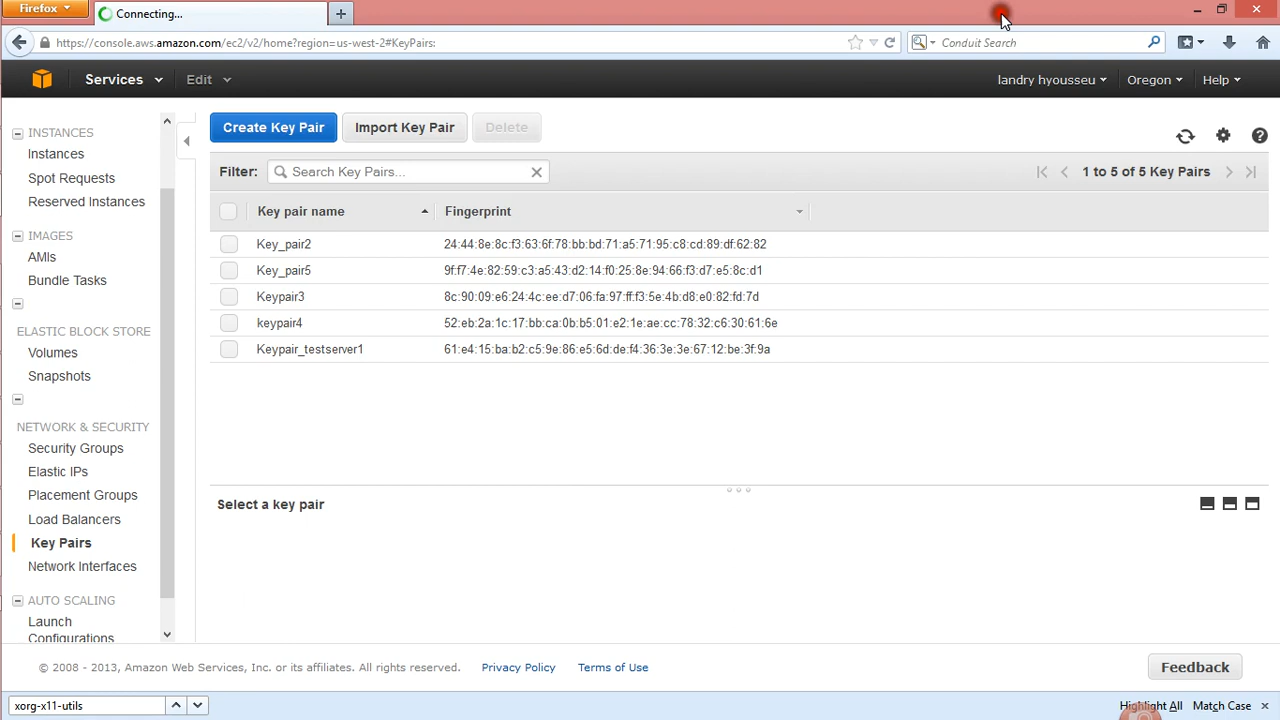 Firefox
Connecting...
https://console.aws.amazon.com/ec2/v2/home?region=us-west-2#KeyPairs:
Conduit Search
Services
Edit
landry hyousseu
Oregon
Help
INSTANCES
Instances
Spot Requests
Reserved Instances
IMAGES
AMIs
Bundle Tasks
ELASTIC BLOCK STORE
Volumes
Snapshots
NETWORK & SECURITY
Security Groups
Elastic IPs
Placement Groups
Load Balancers
Key Pairs
Network Interfaces
AUTO SCALING
Launch
Configurations
Create Key Pair
Import Key Pair
Delete
Filter:
Search Key Pairs...
1 to 5 of 5 Key Pairs
Key pair name
Fingerprint
Key_pair2
24:44:8e:8c:f3:63:6f:78:bb:bd:71:a5:71:95:c8:cd:89:df:62:82
Key_pair5
9f:f7:4e:82:59:c3:a5:43:d2:14:f0:25:8e:94:66:f3:d7:e5:8c:d1
Keypair3
8c:90:09:e6:24:4c:ee:d7:06:fa:97:ff:f3:5e:4b:d8:e0:82:fd:7d
keypair4
52:eb:2a:1c:17:bb:ca:0b:b5:01:e2:1e:ae:cc:78:32:c6:30:61:6e
Keypair_testserver1
61:e4:15:ba:b2:c5:9e:86:e5:6d:de:f4:36:3e:3e:67:12:be:3f:9a
Select a key pair
© 2008 - 2013, Amazon Web Services, Inc. or its affiliates. All rights reserved.
Privacy Policy
Terms of Use
Feedback
xorg-x11-utils
Highlight All
Match Case